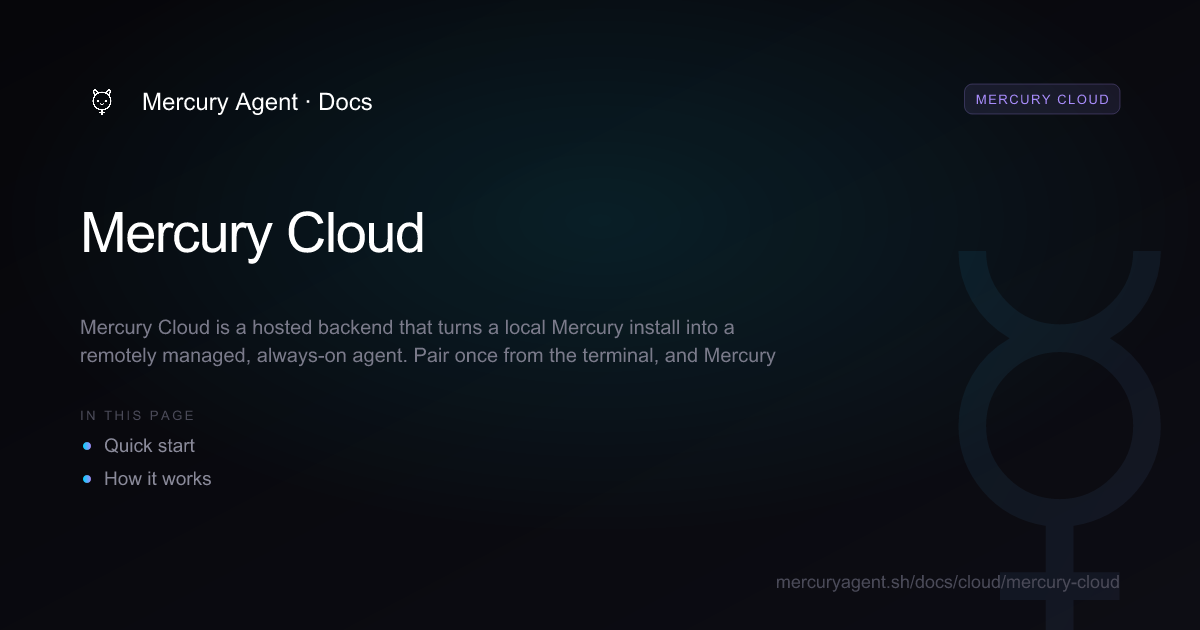 Mercury Agent · Docs
MERCURY CLOUD
Mercury Cloud
Mercury Cloud is a hosted backend that turns a local Mercury install into a
remotely managed, always-on agent. Pair once from the terminal, and Mercury
IN THIS PAGE
Quick start
How it works
mercuryagent.sh/docs/cloud/mercury-cloud